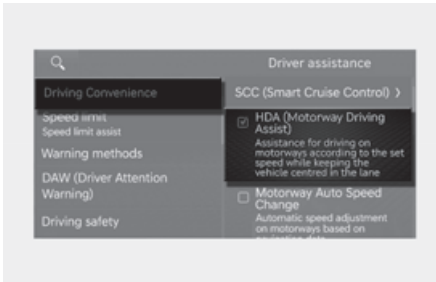 Driver assistance
Driving Convenience
Speed limit
Speed limit assist
Warning methods
DAW (Driver Attention
Warning)
Driving safety
SCC (Smart Cruise Control) >
HDA (Motorway Driving
Assist)
Assistance for driving on
motorways according to the set
speed while keeping the
vehicle centred in the lane
Motorway Auto Speed
Change
Automatic speed adjustment
on motorways based on
navigation data